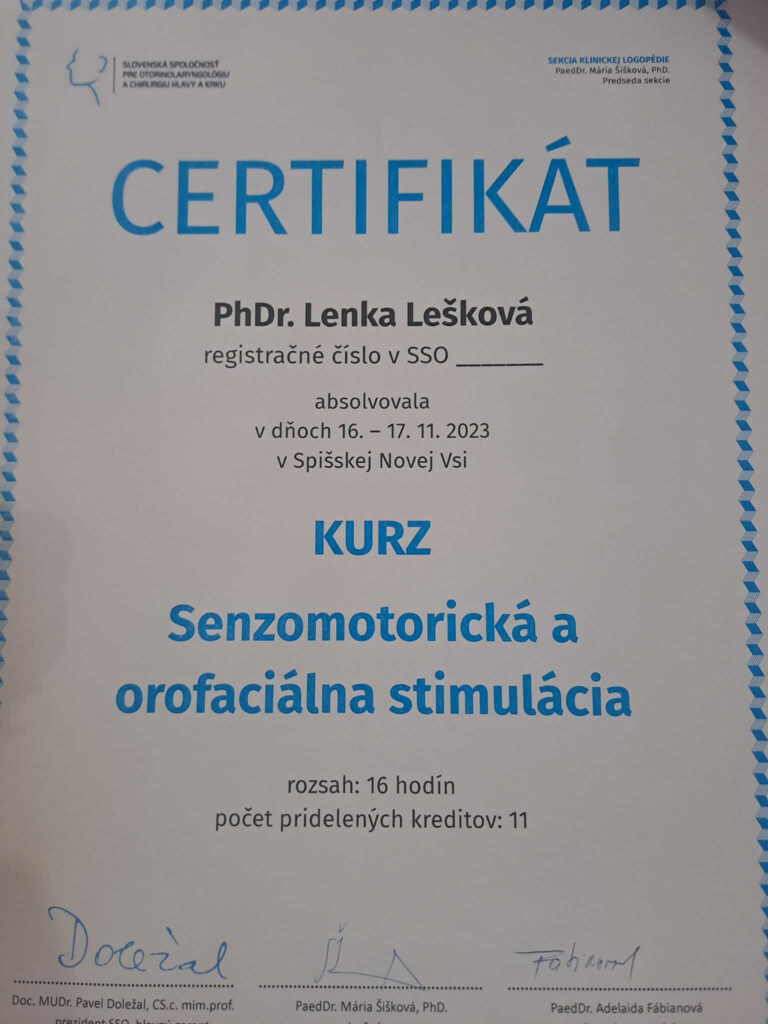 SLOVENSKÁ SPOLOČNOSŤ
PRE OTORINOLARYNGOLÓGIU
A CHIRURGIU HLAVY A KRKU
SEKCIA KLINICKEJ LOGOPÉDIE
PaedDr. Mária Šišková, PhD.
Predseda sekcie
CERTIFIKÁT
PhDr. Lenka Lešková
registračné číslo v SSO _______
absolvovala
v dňoch 16. – 17. 11. 2023
v Spišskej Novej Vsi
KURZ
Senzomotorická a
orofaciálna stimulácia
rozsah: 16 hodín
počet pridelených kreditov: 11
Doležal
Doc. MUDr. Pavel Doležal, CS.c. mim.prof.
PaedDr. Mária Šišková, PhD.
PaedDr. Adelaida Fábianová
prezident SSO